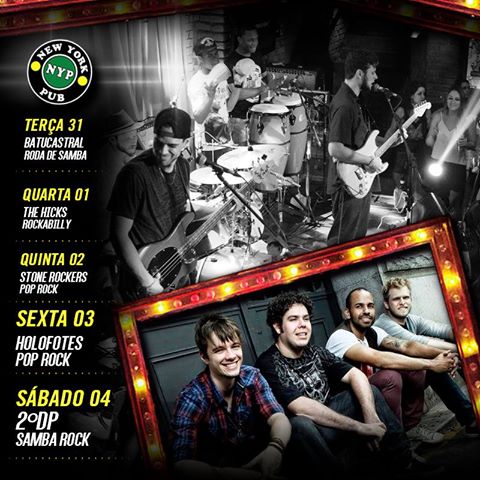 NEW YORK
NYP
PUB
TERÇA 31
BATUCASTRAL
RODA DE SAMBA
QUARTA 01
THE HICKS
ROCKABILLY
QUINTA 02
STONE ROCKERS
POP ROCK
SEXTA 03
HOLOFOTES
POP ROCK
SÁBADO 04
2ºDP
SAMBA ROCK